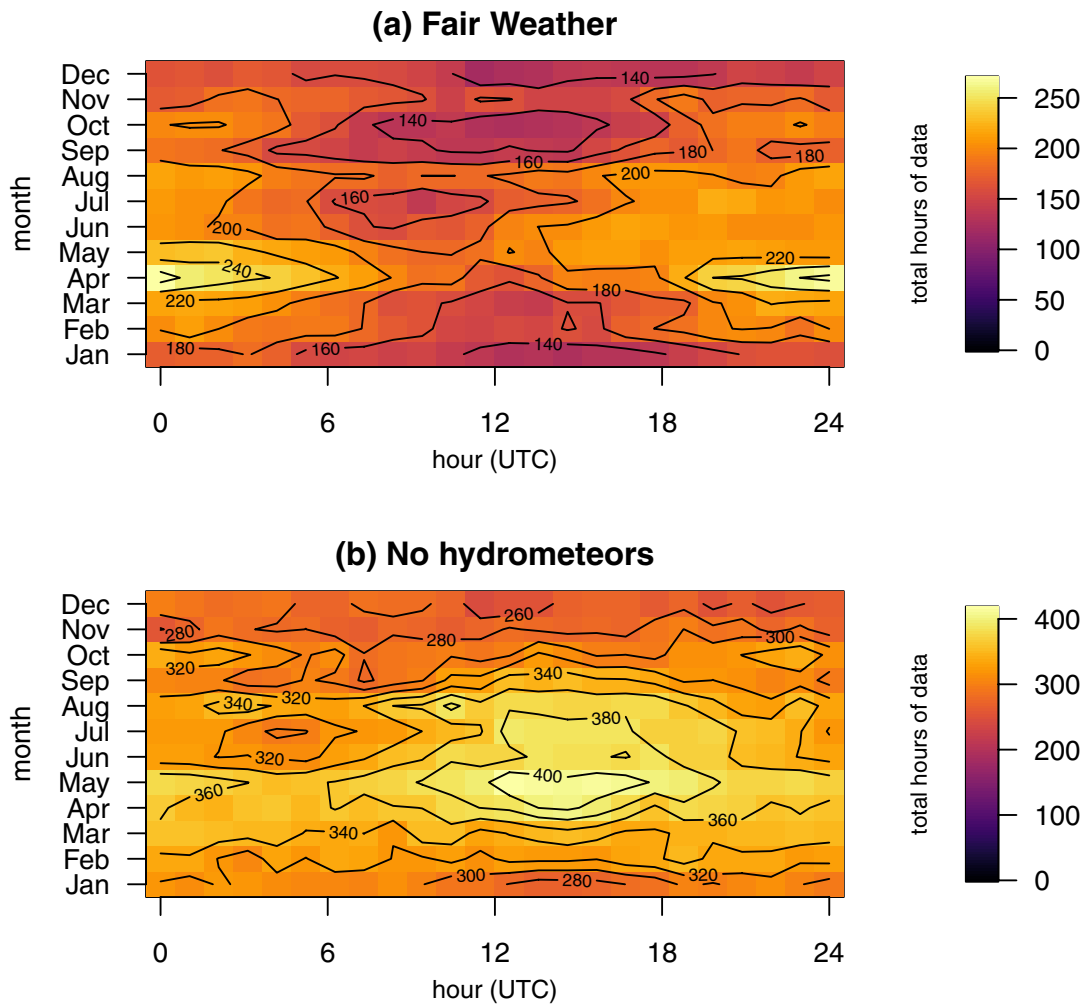 (a) Fair Weather
Dec
Nov
Oct
Sep
Aug
Jul
Jun
May
Apr
Mar
Feb
Jan
month
140
140
180
180
160
200
160
200
240
220
220
180
180
160
140
0
6
12
18
24
hour (UTC)
250
200
150
100
50
0
total hours of data
(b) No hydrometeors
Dec
Nov
Oct
Sep
Aug
Jul
Jun
May
Apr
Mar
Feb
Jan
month
260
280
280
300
320
340
320
340
380
320
400
360
360
340
300
280
320
0
6
12
18
24
hour (UTC)
400
300
200
100
0
total hours of data